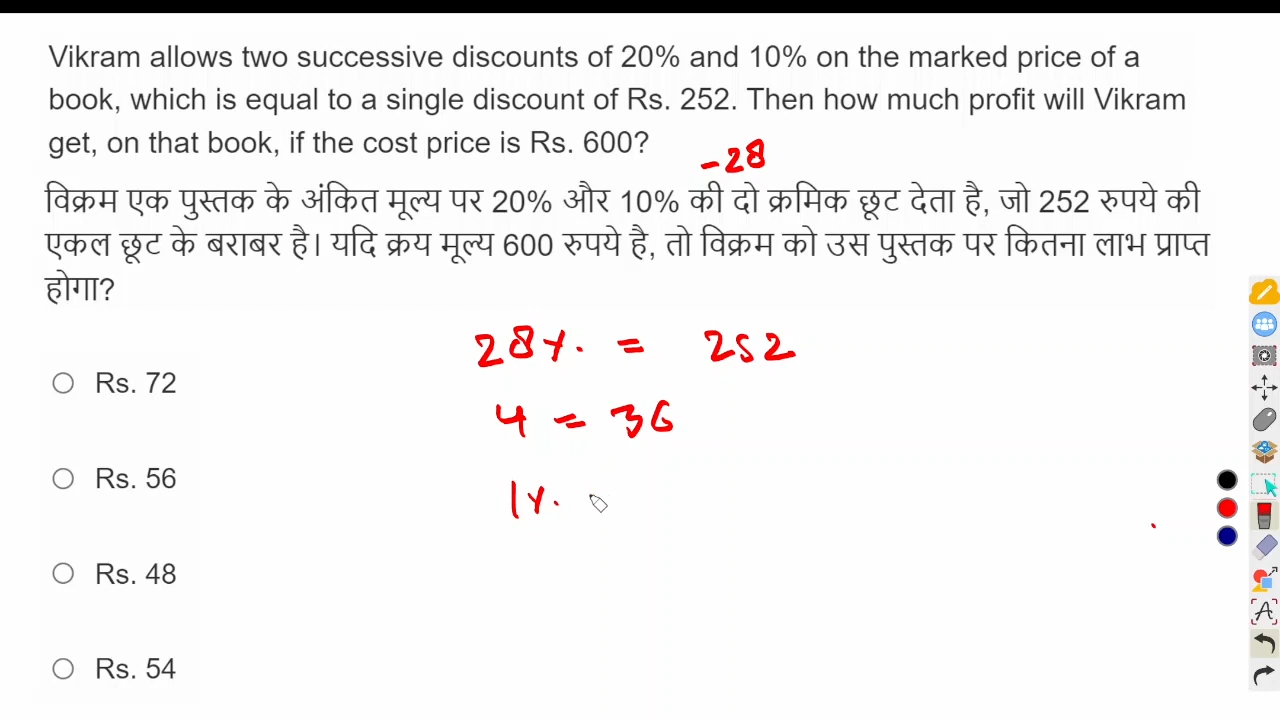 Vikram allows two successive discounts of 20% and 10% on the marked price of a
book, which is equal to a single discount of Rs. 252. Then how much profit will Vikram
get, on that book, if the cost price is Rs. 600?
-28
विक्रम एक पुस्तक के अंकित मूल्य पर 20% और 10% की दो क्रमिक छूट देता है, जो 252 रुपये की
एकल छूट के बराबर है। यदि क्रय मूल्य 600 रुपये है, तो विक्रम को उस पुस्तक पर कितना लाभ प्राप्त
होगा?
28% = 252
Rs. 72
4 = 36
Rs. 56
1%
Rs. 48
Rs. 54